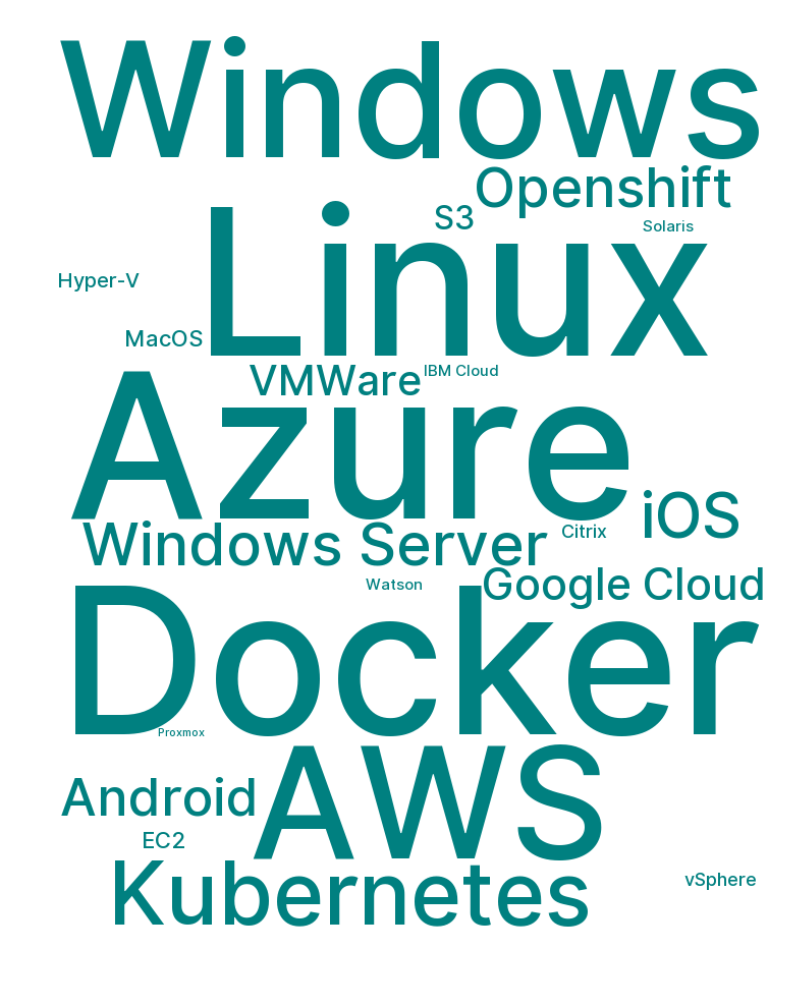 Windows
Openshift
S3
Solaris
Linux
Hyper-V
MacOS
VMWare
IBM Cloud
Azure
iOS
Citrix
Windows Server
Watson
Google Cloud
Docker
Proxmox
AWS
Android
EC2
Kubernetes
vSphere